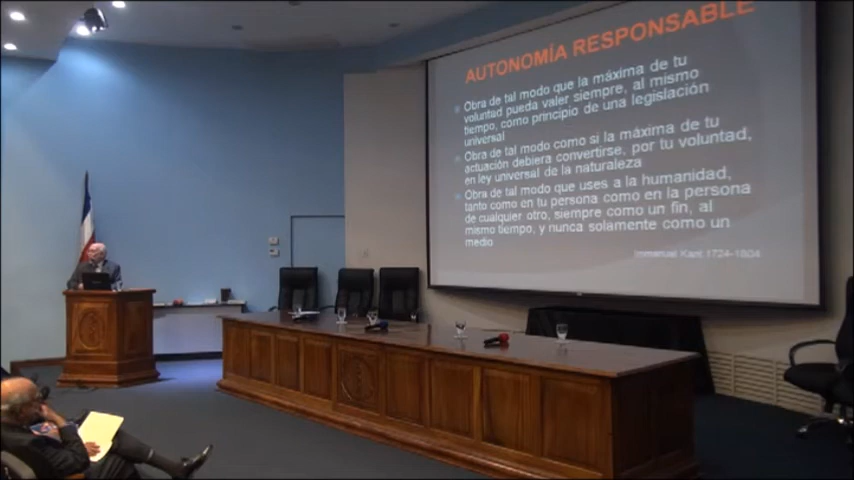 AUTONOMÍA RESPONSABLE
Obra de tal modo que la máxima de tu
voluntad pueda valer siempre, al mismo
tiempo, como principio de una legislación
universal
Obra de tal modo como si la máxima de tu
actuación debiera convertirse, por tu voluntad,
en ley universal de la naturaleza
Obra de tal modo que uses a la humanidad,
tanto como en tu persona como en la persona
de cualquier otro, siempre como un fin, al
mismo tiempo, y nunca solamente como un
medio
Immanuel Kant 1724-1804